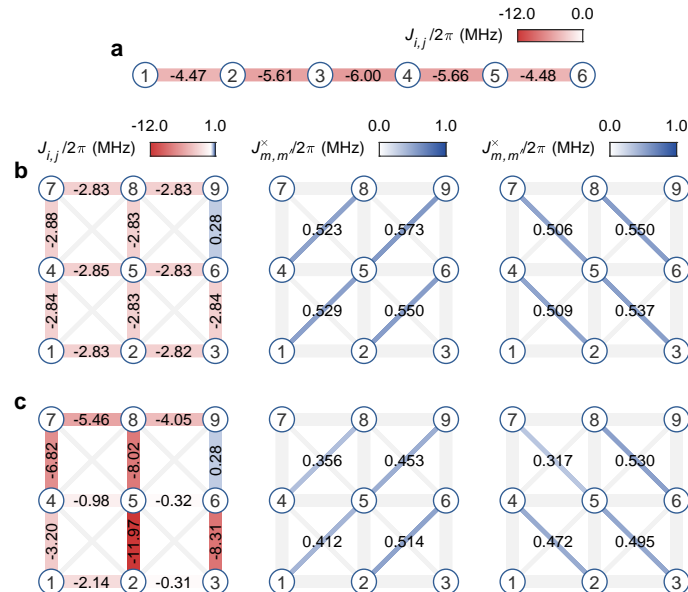 J_{i,j}/2π (MHz)
-12.0 0.0
a
1 -4.47 2 -5.61 3 -6.00 4 -5.66 5 -4.48 6
J_{i,j}/2π (MHz)
-12.0 1.0
J^×_{m,m′}/2π (MHz)
0.0 1.0
J^×_{m,m′}/2π (MHz)
0.0 1.0
b
7 -2.83 8 -2.83 9
-2.88 -2.83 0.28
4 -2.85 5 -2.83 6
-2.84 -2.83 -2.84
1 -2.83 2 -2.82 3
7 8 9
0.523 0.573
4 5 6
0.529 0.550
1 2 3
7 8 9
0.506 0.550
4 5 6
0.509 0.537
1 2 3
c
7 -5.46 8 -4.05 9
-6.82 -8.02 0.28
4 -0.98 5 -0.32 6
-3.20 -11.97 -8.31
1 -2.14 2 -0.31 3
7 8 9
0.356 0.453
4 5 6
0.412 0.514
1 2 3
7 8 9
0.317 0.530
4 5 6
0.472 0.495
1 2 3